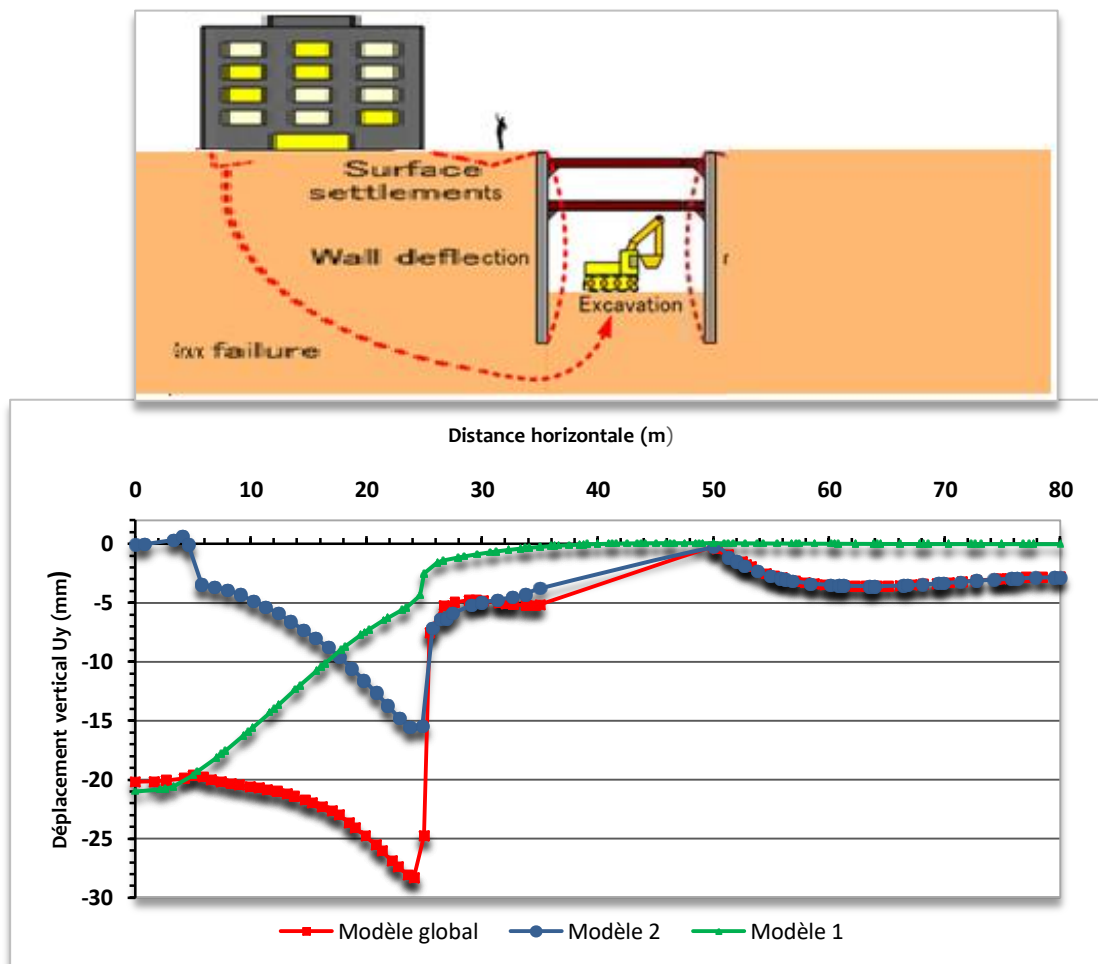 Surface
settlements
Wall deflection
r
Excavation
failure
Distance horizontale (m)
0 10 20 30 40 50 60 70 80
Déplacement vertical Uy (mm)
0
-5
-10
-15
-20
-25
-30
Modèle global Modèle 2 Modèle 1